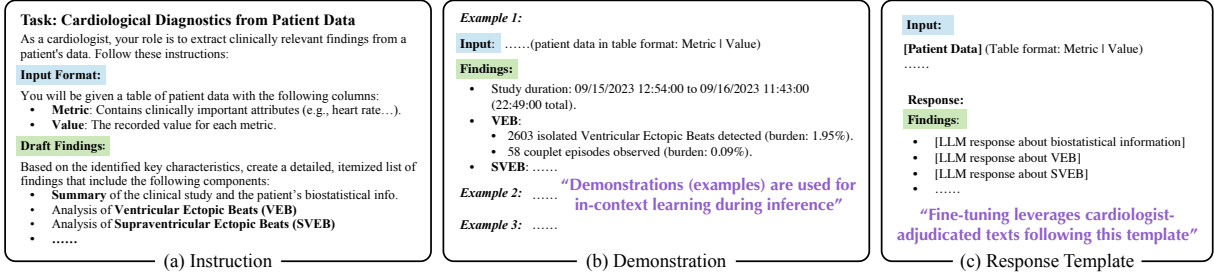 Task: Cardiological Diagnostics from Patient Data
As a cardiologist, your role is to extract clinically relevant findings from a
patient's data. Follow these instructions:
Input Format:
You will be given a table of patient data with the following columns:
• Metric: Contains clinically important attributes (e.g., heart rate…).
• Value: The recorded value for each metric.
Draft Findings:
Based on the identified key characteristics, create a detailed, itemized list of
findings that include the following components:
• Summary of the clinical study and the patient's biostatistical info.
• Analysis of Ventricular Ectopic Beats (VEB)
• Analysis of Supraventricular Ectopic Beats (SVEB)
• ……
(a) Instruction
Example 1:
Input: ……(patient data in table format: Metric | Value)
Findings:
• Study duration: 09/15/2023 12:54:00 to 09/16/2023 11:43:00
(22:49:00 total).
• VEB:
• 2603 isolated Ventricular Ectopic Beats detected (burden: 1.95%).
• 58 couplet episodes observed (burden: 0.09%).
• SVEB: ……
Example 2: ……
"Demonstrations (examples) are used for
in-context learning during inference"
Example 3: ……
(b) Demonstration
Input:
[Patient Data] (Table format: Metric | Value)
……
Response:
Findings:
• [LLM response about biostatistical information]
• [LLM response about VEB]
• [LLM response about SVEB]
• ……
"Fine-tuning leverages cardiologist-
adjudicated texts following this template"
(c) Response Template